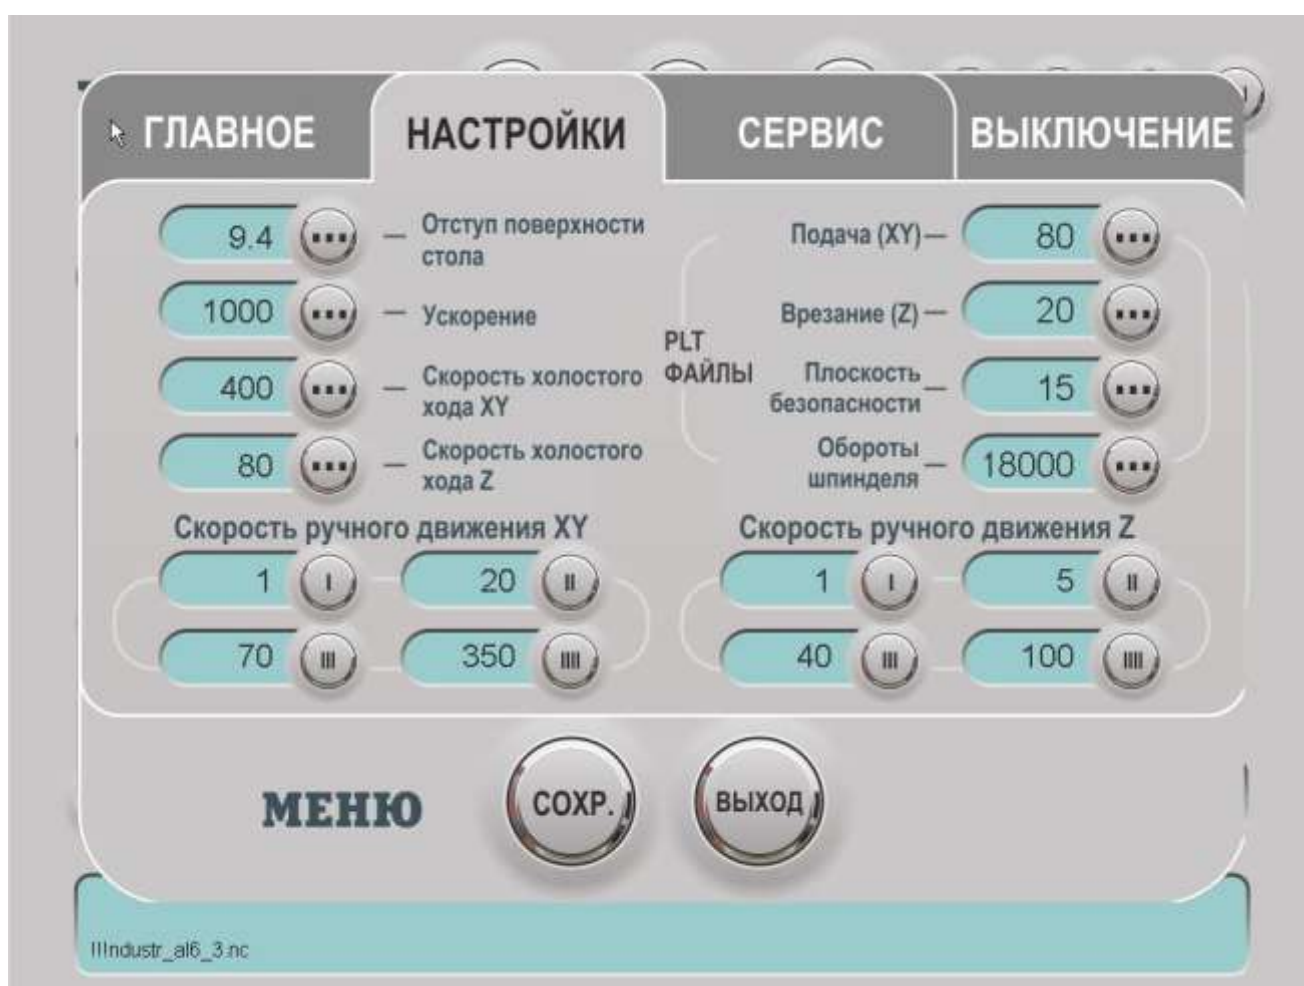 ГЛАВНОЕ
НАСТРОЙКИ
СЕРВИС
ВЫКЛЮЧЕНИЕ
9.4
Отступ поверхности
стола
1000
Ускорение
400
Скорость холостого
хода XY
80
Скорость холостого
хода Z
PLT
ФАЙЛЫ
Подача (XY)
80
Врезание (Z)
20
Плоскость
безопасности
15
Обороты
шпинделя
18000
Скорость ручного движения XY
1 I
20 II
70 III
350 IIII
Скорость ручного движения Z
1 I
5 II
40 III
100 IIII
МЕНЮ
СОХР.
ВЫХОД
IIIndustr_al6_3.nc